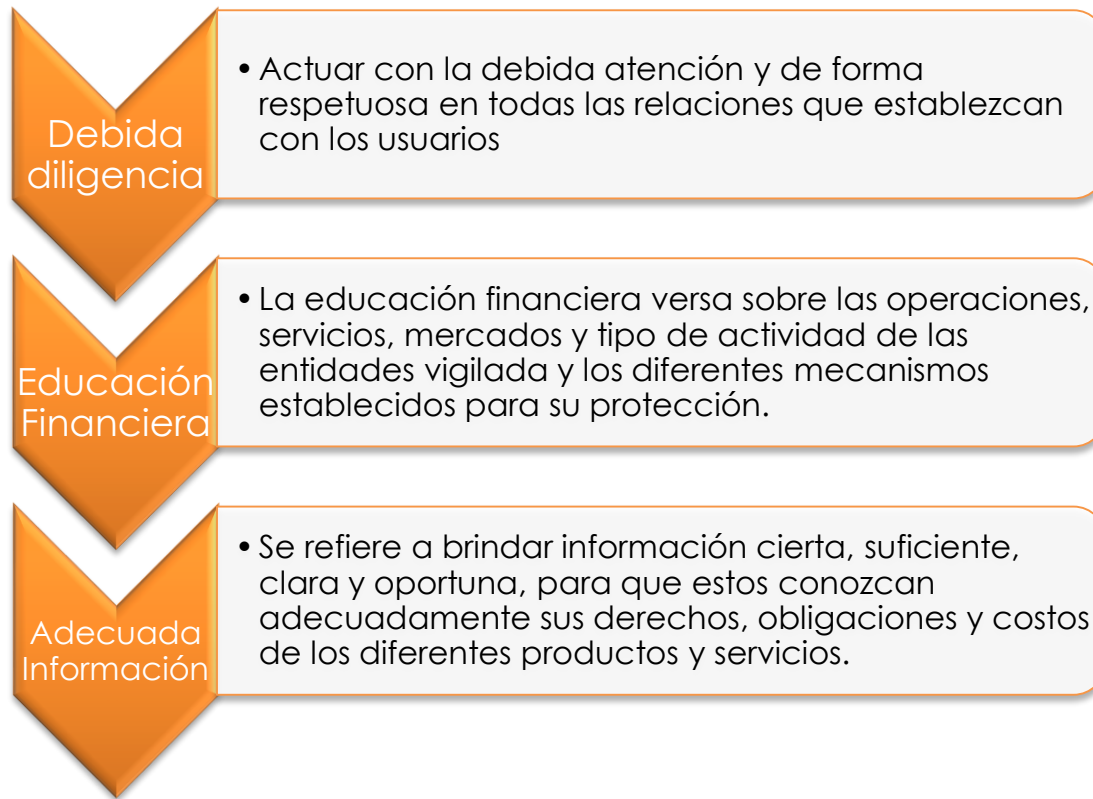 Debida
diligencia
• Actuar con la debida atención y de forma
respetuosa en todas las relaciones que establezcan
con los usuarios
Educación
Financiera
• La educación financiera versa sobre las operaciones,
servicios, mercados y tipo de actividad de las
entidades vigilada y los diferentes mecanismos
establecidos para su protección.
Adecuada
Información
• Se refiere a brindar información cierta, suficiente,
clara y oportuna, para que estos conozcan
adecuadamente sus derechos, obligaciones y costos
de los diferentes productos y servicios.